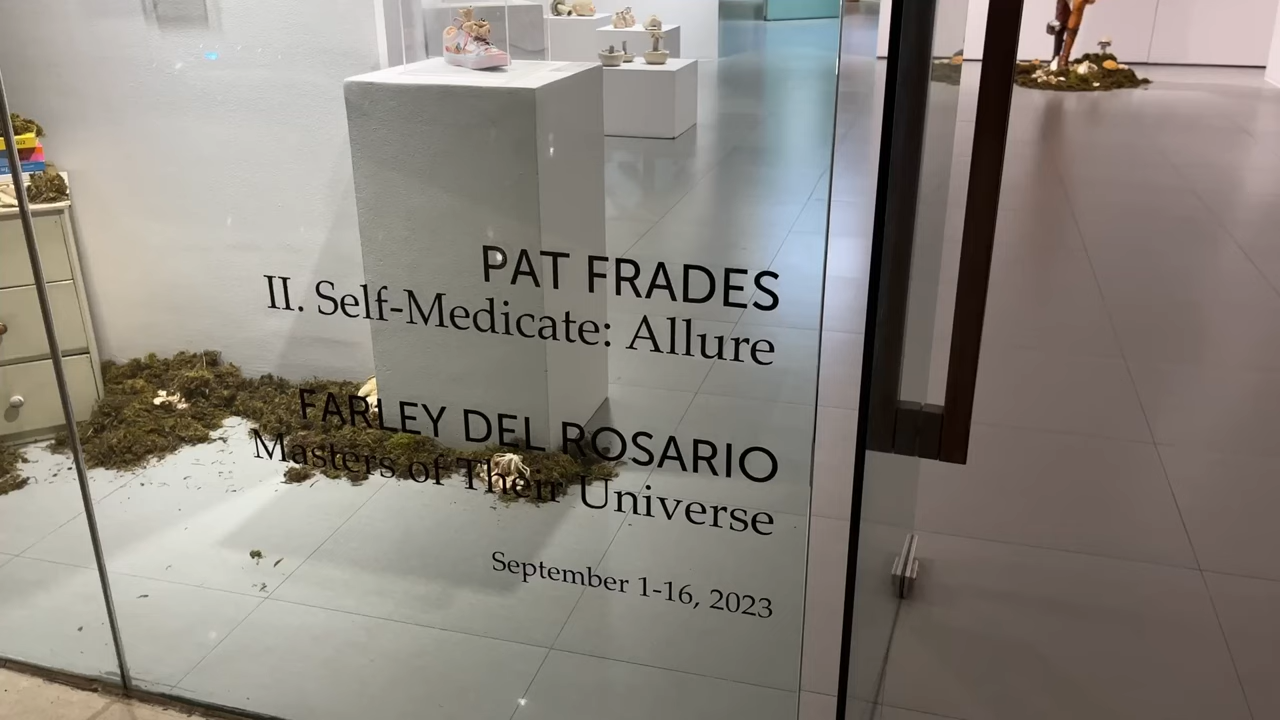 PAT FRADES
II. Self-Medicate: Allure
FARLEY DEL ROSARIO
Masters of Their Universe
September 1-16, 2023